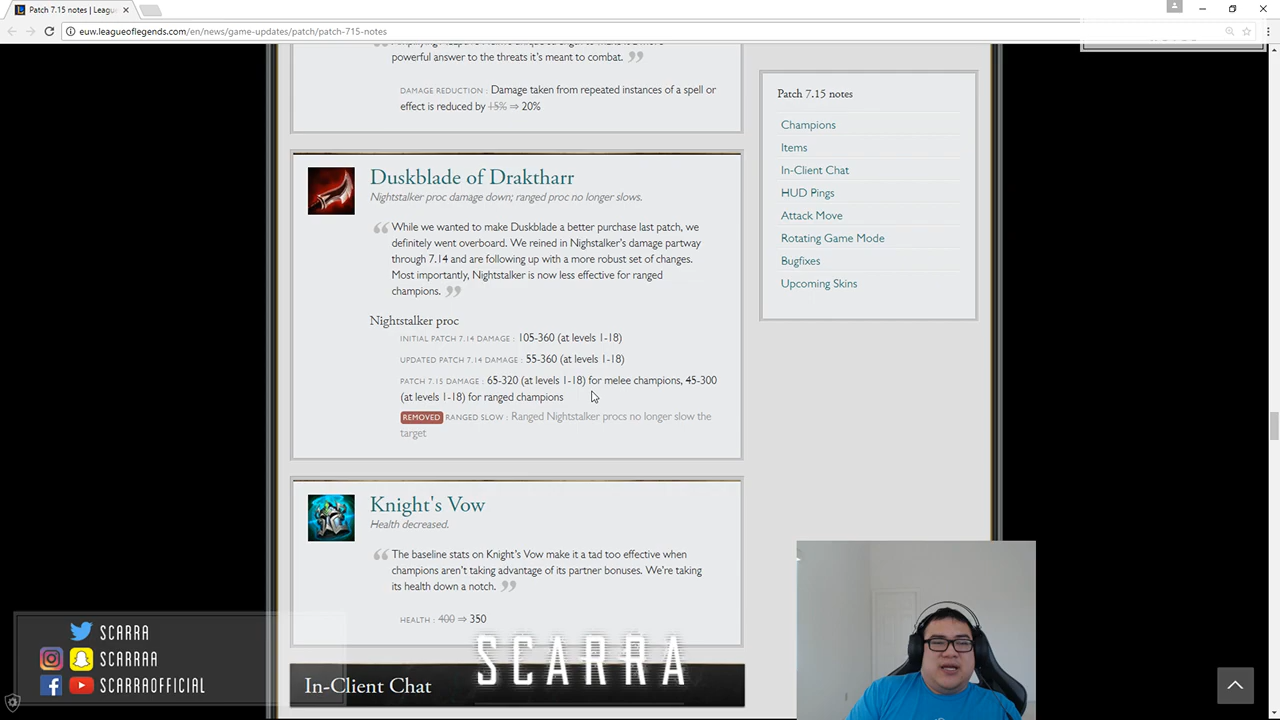 Patch 7.15 notes | Leagu
euw.leagueoflegends.com/en/news/game-updates/patch/patch-715-notes
powerful answer to the threats it's meant to combat.
DAMAGE REDUCTION : Damage taken from repeated instances of a spell or
effect is reduced by 15% ⇒ 20%
Duskblade of Draktharr
Nightstalker proc damage down; ranged proc no longer slows.
While we wanted to make Duskblade a better purchase last patch, we
definitely went overboard. We reined in Nighstalker's damage partway
through 7.14 and are following up with a more robust set of changes.
Most importantly, Nightstalker is now less effective for ranged
champions.
Nightstalker proc
INITIAL PATCH 7.14 DAMAGE : 105-360 (at levels 1-18)
UPDATED PATCH 7.14 DAMAGE : 55-360 (at levels 1-18)
PATCH 7.15 DAMAGE : 65-320 (at levels 1-18) for melee champions, 45-300
(at levels 1-18) for ranged champions
REMOVED RANGED SLOW : Ranged Nightstalker procs no longer slow the
target
Knight's Vow
Health decreased.
The baseline stats on Knight's Vow make it a tad too effective when
champions aren't taking advantage of its partner bonuses. We're taking
its health down a notch.
HEALTH : 400 ⇒ 350
In-Client Chat
Patch 7.15 notes
Champions
Items
In-Client Chat
HUD Pings
Attack Move
Rotating Game Mode
Bugfixes
Upcoming Skins
SCARRA
SCARRRA
SCARRAOFFICIAL
SCARRA